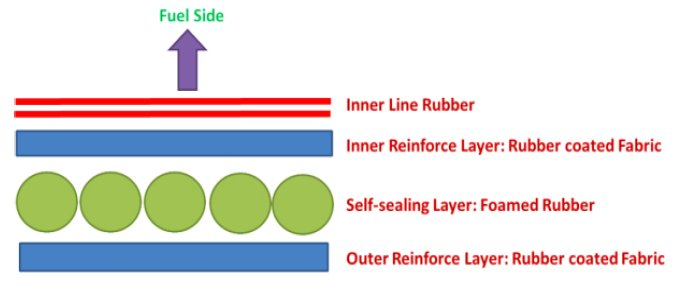 Fuel Side
Inner Line Rubber
Inner Reinforce Layer: Rubber coated Fabric
Self-sealing Layer: Foamed Rubber
Outer Reinforce Layer: Rubber coated Fabric